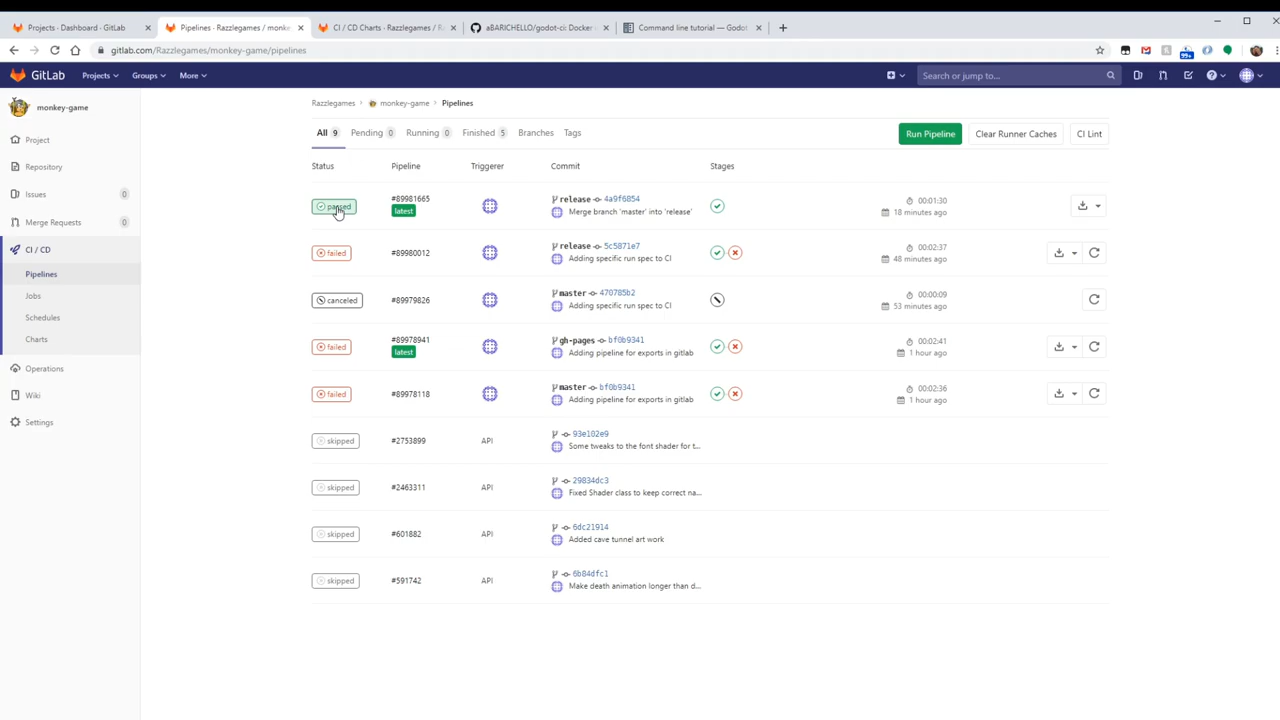 Projects · Dashboard · GitLab
Pipelines · Razzlegames / monke
CI / CD Charts · Razzlegames / 
aBARICHELLO/godot-ci: Docker
Command line tutorial — Godot
gitlab.com/Razzlegames/monkey-game/pipelines
99+
GitLab
Projects
Groups
More
Search or jump to...
monkey-game
Project
Repository
Issues 0
Merge Requests 0
CI / CD
Pipelines
Jobs
Schedules
Charts
Operations
Wiki
Settings
Razzlegames › monkey-game › Pipelines
All 9 Pending 0 Running 0 Finished 5 Branches Tags
Run Pipeline
Clear Runner Caches
CI Lint
Status Pipeline Triggerer Commit Stages
passed #89981665 release 4a9f6854 00:01:30
latest Merge branch 'master' into 'release' 18 minutes ago
failed #89980012 release 5c5871e7 00:02:37
Adding specific run spec to CI 48 minutes ago
canceled #89979826 master 470785b2 00:00:09
Adding specific run spec to CI 53 minutes ago
failed #89978941 gh-pages bf0b9341 00:02:41
latest Adding pipeline for exports in gitlab 1 hour ago
failed #89978118 master bf0b9341 00:02:36
Adding pipeline for exports in gitlab 1 hour ago
skipped #2753899 API 93e102e9
Some tweaks to the font shader for t...
skipped #2463311 API 29834dc3
Fixed Shader class to keep correct na...
skipped #601882 API 6dc21914
Added cave tunnel art work
skipped #591742 API 6b84dfc1
Make death animation longer than d...